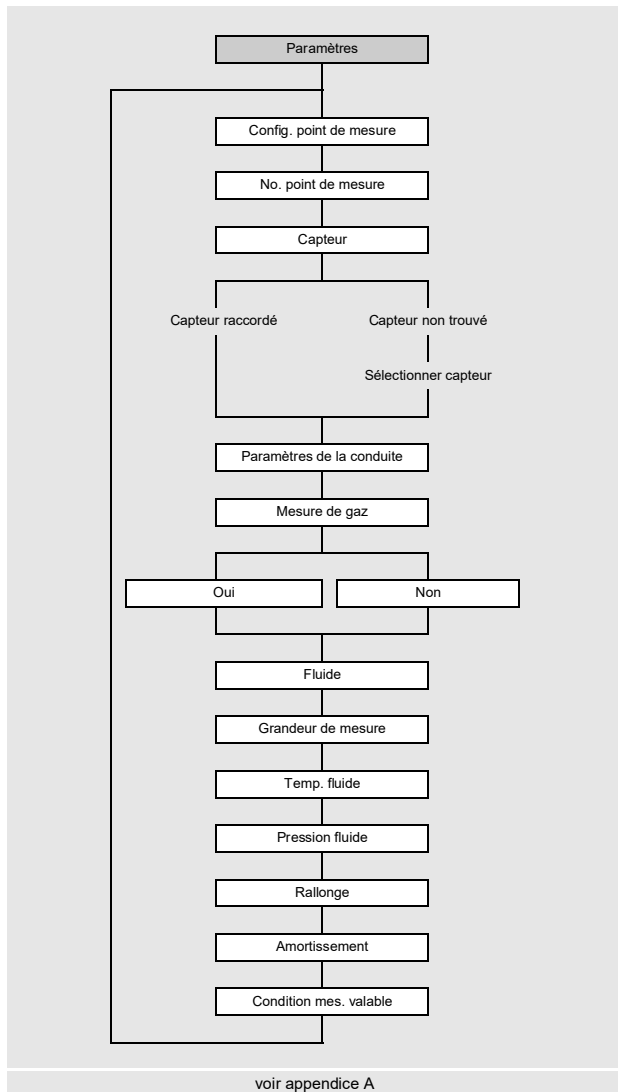 Paramètres
Config. point de mesure
No. point de mesure
Capteur
Capteur raccordé
Capteur non trouvé
Sélectionner capteur
Paramètres de la conduite
Mesure de gaz
Oui
Non
Fluide
Grandeur de mesure
Temp. fluide
Pression fluide
Rallonge
Amortissement
Condition mes. valable
voir appendice A